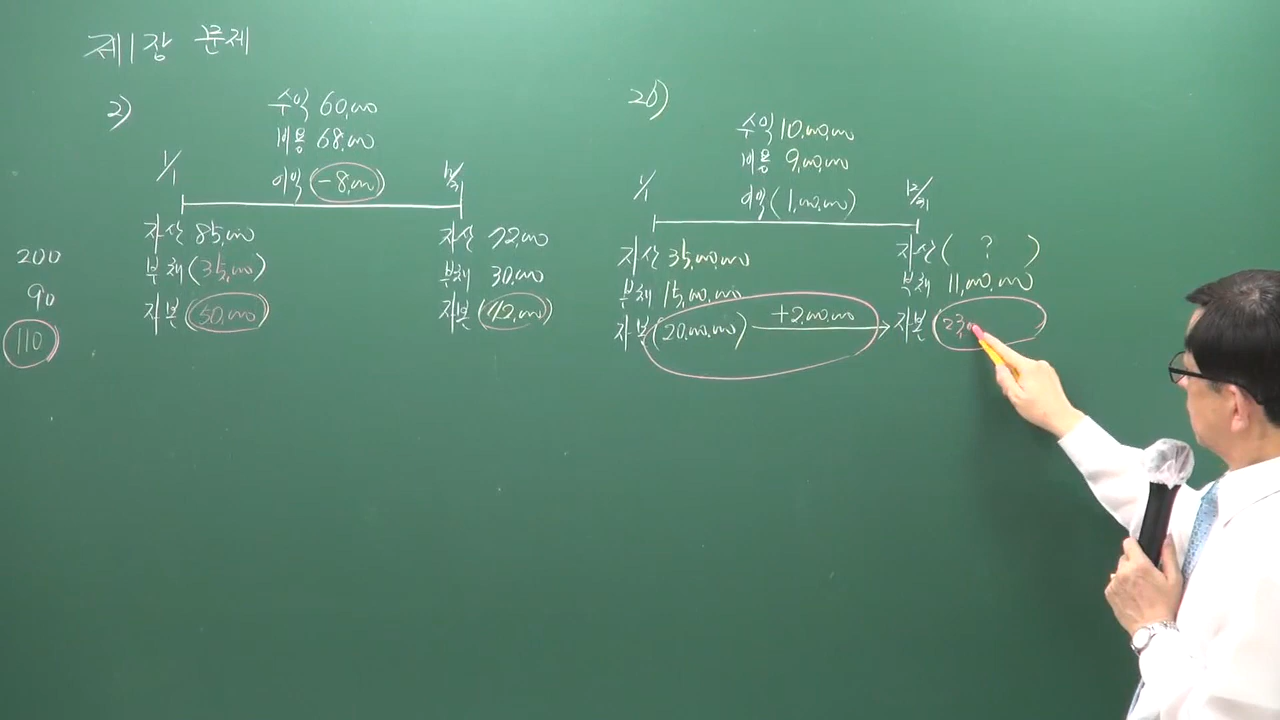 제1장 문제
2)
수익 60,000
비용 68,000
이익 (-8,000)
1/1
12/31
자산 85,000
부채 (35,000)
자본 (50,000)
자산 72,000
부채 30,000
자본 (42,000)
200
90
110
26)
수익 10,000,000
비용 9,000,000
이익 (1,000,000)
1/1
12/31
자산 35,000,000
부채 15,000,000
자본 (20,000,000)
+2,000,000
자산 ( ? )
부채 11,000,000
자본 (23,0